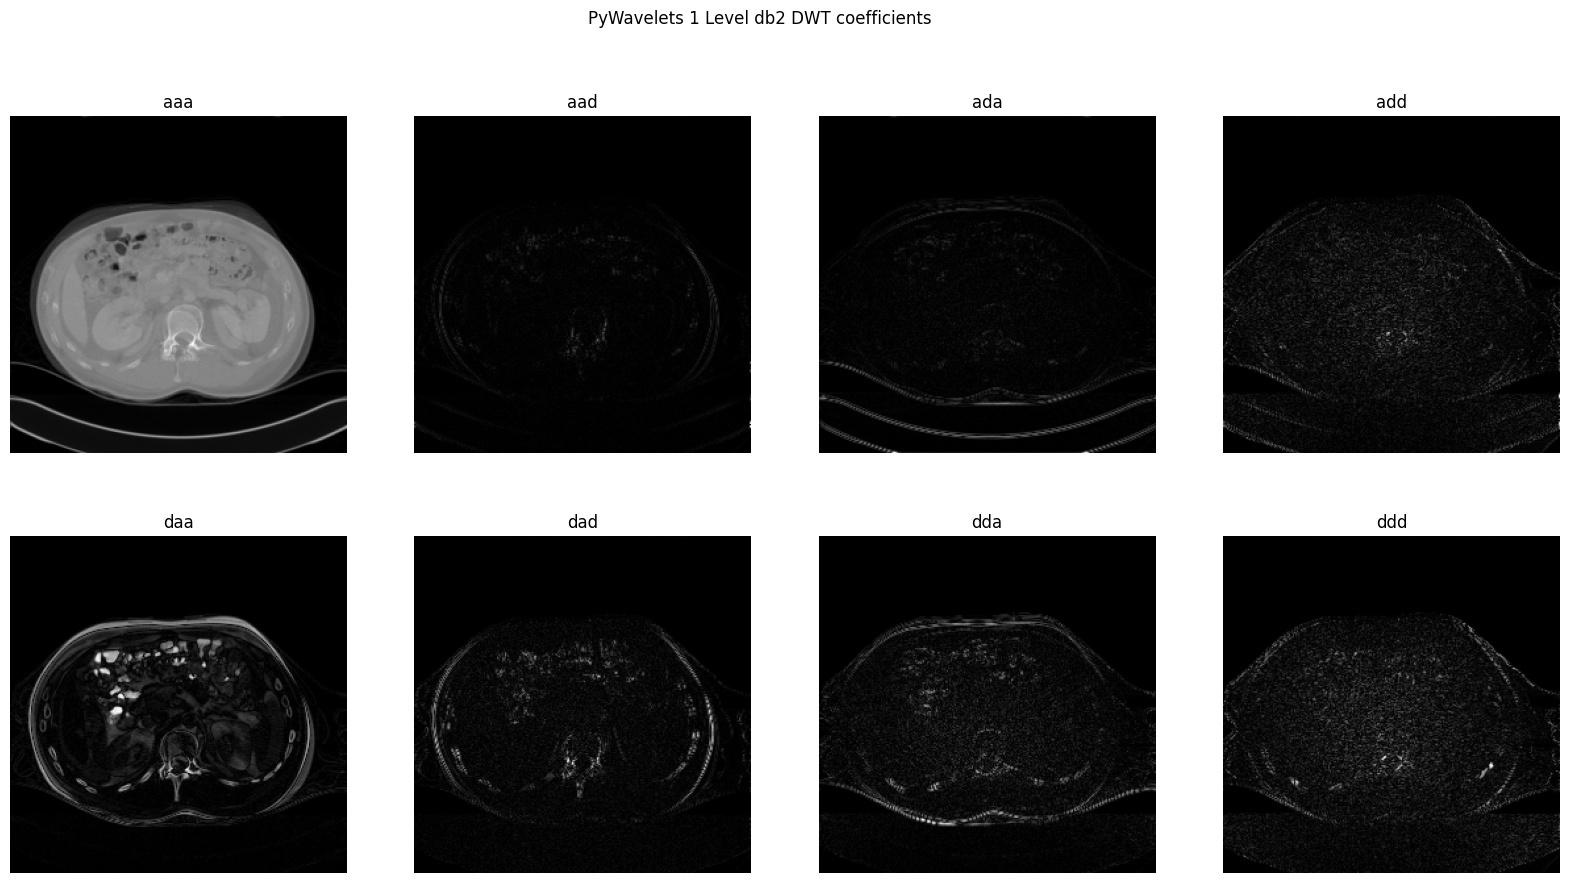 PyWavelets 1 Level db2 DWT coefficients
aaa
aad
ada
add
daa
dad
dda
ddd